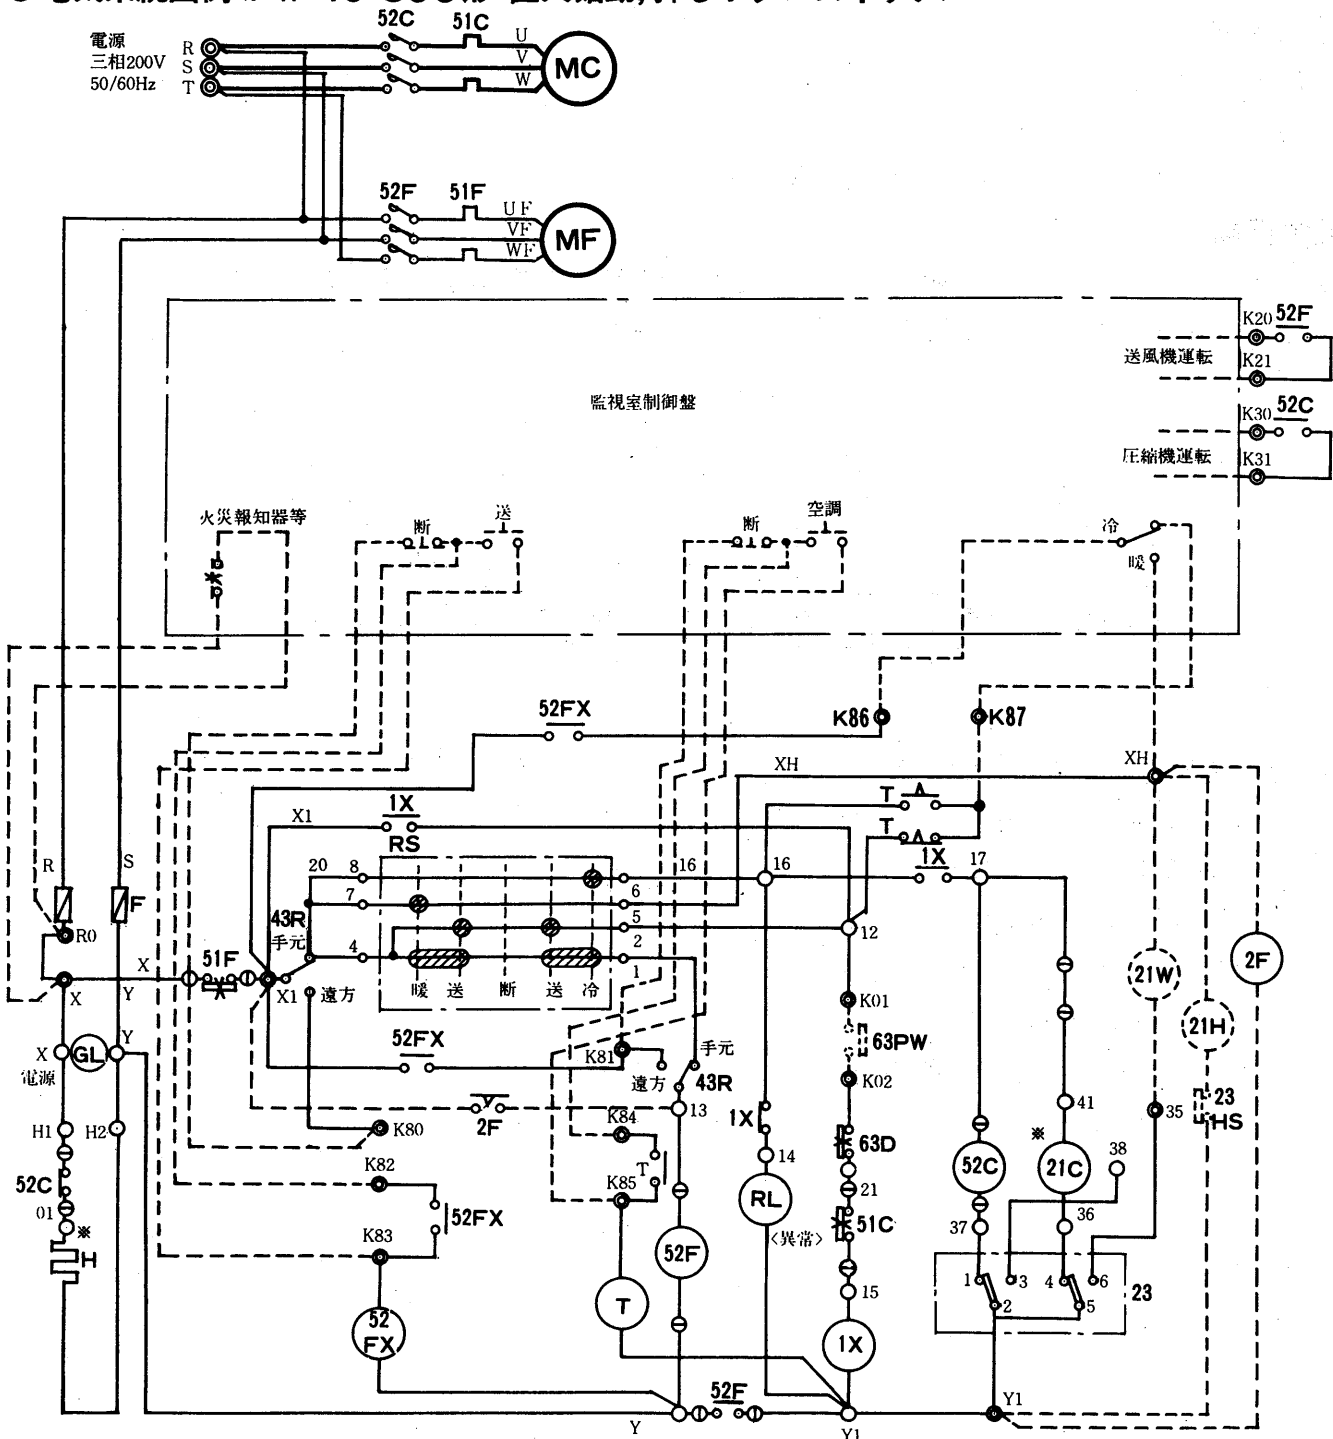 52C
51C
電源
三相200V
50/60Hz
R
S
T
U
V
W
MC
52F
51F
UF
VF
WF
MF
K20
52F
送風機運転
K21
監視室制御盤
K30
52C
圧縮機運転
K31
火災報知器等
断
送
断
空調
冷
暖
52FX
K86
K87
XH
XH
T
T
X1
1X
RS
R
S
F
R0
20
8
7
4
43R
手元
6
5
2
1
16
16
1X
17
12
51F
X
X1
遠方
暖
送
断
送
冷
X
Y
X
GL
Y
電源
52FX
K81
遠方
手元
43R
K01
63PW
K02
21W
2F
21H
H1
H2
2F
13
K80
K84
T
K85
1X
14
RL
〈異常〉
63D
21
51C
15
1X
41
※
21C
38
35
23
HS
52C
01
※
H
K82
52FX
K83
52
FX
T
52F
52C
37
36
1
3
4
6
2
5
23
Y
52F
Y1
Y1